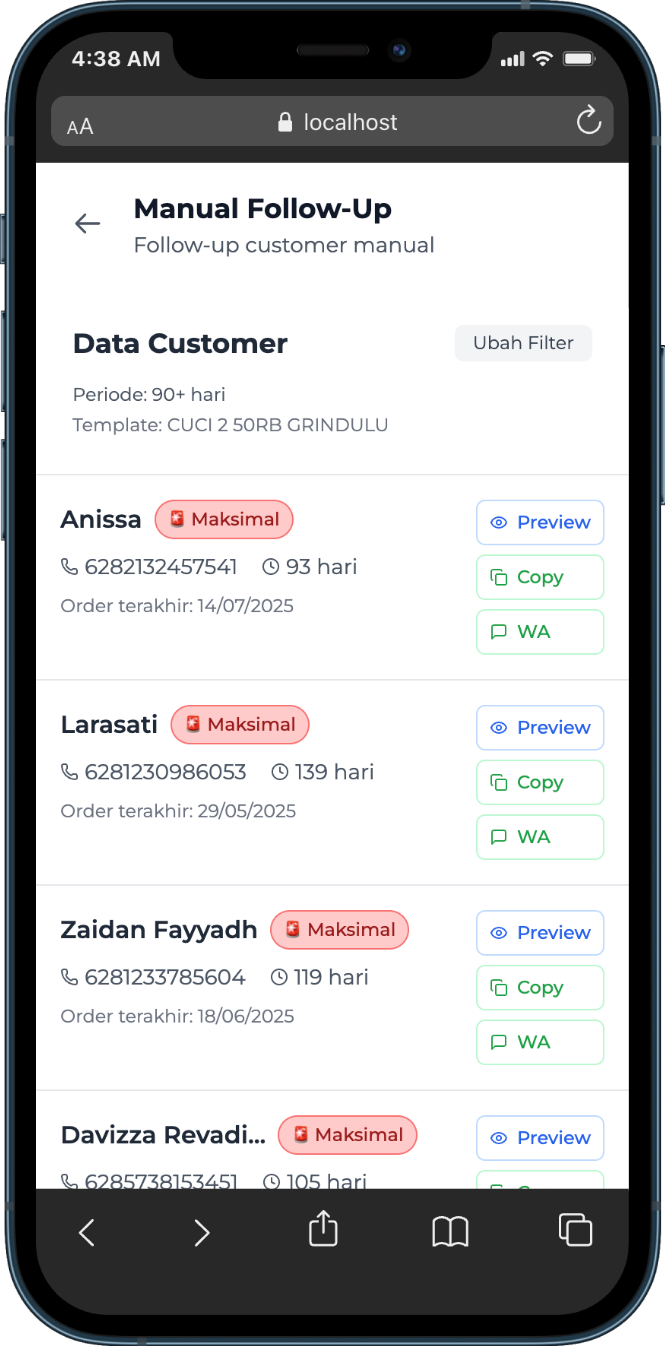 4:38 AM
AA
localhost
Manual Follow-Up
Follow-up customer manual
Data Customer
Ubah Filter
Periode: 90+ hari
Template: CUCI 2 50RB GRINDULU
Anissa
Maksimal
Preview
6282132457541
93 hari
Copy
Order terakhir: 14/07/2025
WA
Larasati
Maksimal
Preview
6281230986053
139 hari
Copy
Order terakhir: 29/05/2025
WA
Zaidan Fayyadh
Maksimal
Preview
6281233785604
119 hari
Copy
Order terakhir: 18/06/2025
WA
Davizza Revadi...
Maksimal
Preview
6285738153451
105 hari